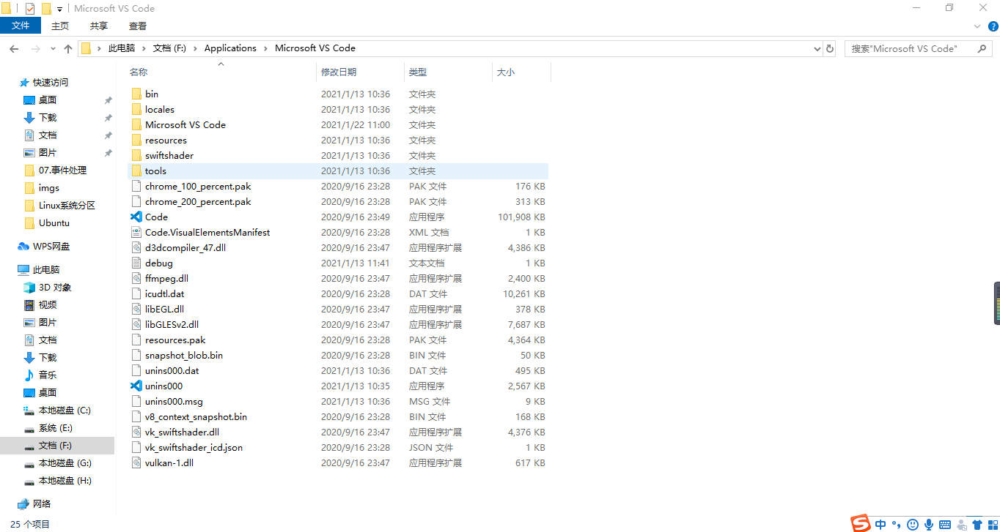 Microsoft VS Code
文件 主页 共享 查看
此电脑 文档 (F:) Applications Microsoft VS Code 搜索"Microsoft VS Code"
名称 修改日期 类型 大小
快速访问
桌面
下载
文档
图片
07.事件处理
imgs
Linux系统分区
Ubuntu
WPS网盘
此电脑
3D 对象
视频
图片
文档
下载
音乐
桌面
本地磁盘 (C:)
系统 (E:)
文档 (F:)
本地磁盘 (G:)
本地磁盘 (H:)
网络
bin 2021/1/13 10:36 文件夹
locales 2021/1/13 10:36 文件夹
Microsoft VS Code 2021/1/22 11:00 文件夹
resources 2021/1/13 10:36 文件夹
swiftshader 2021/1/13 10:36 文件夹
tools 2021/1/13 10:36 文件夹
chrome_100_percent.pak 2020/9/16 23:28 PAK 文件 176 KB
chrome_200_percent.pak 2020/9/16 23:28 PAK 文件 313 KB
Code 2020/9/16 23:49 应用程序 101,908 KB
Code.VisualElementsManifest 2020/9/16 23:28 XML 文档 1 KB
d3dcompiler_47.dll 2020/9/16 23:47 应用程序扩展 4,386 KB
debug 2021/1/13 11:41 文本文档 1 KB
ffmpeg.dll 2020/9/16 23:47 应用程序扩展 2,400 KB
icudtl.dat 2020/9/16 23:28 DAT 文件 10,261 KB
libEGL.dll 2020/9/16 23:47 应用程序扩展 378 KB
libGLESv2.dll 2020/9/16 23:47 应用程序扩展 7,687 KB
resources.pak 2020/9/16 23:28 PAK 文件 4,364 KB
snapshot_blob.bin 2020/9/16 23:28 BIN 文件 50 KB
unins000.dat 2021/1/13 10:36 DAT 文件 495 KB
unins000 2021/1/13 10:35 应用程序 2,567 KB
unins000.msg 2021/1/13 10:36 MSG 文件 9 KB
v8_context_snapshot.bin 2020/9/16 23:28 BIN 文件 168 KB
vk_swiftshader.dll 2020/9/16 23:47 应用程序扩展 4,376 KB
vk_swiftshader_icd.json 2020/9/16 23:28 JSON 文件 1 KB
vulkan-1.dll 2020/9/16 23:47 应用程序扩展 617 KB
25 个项目
中